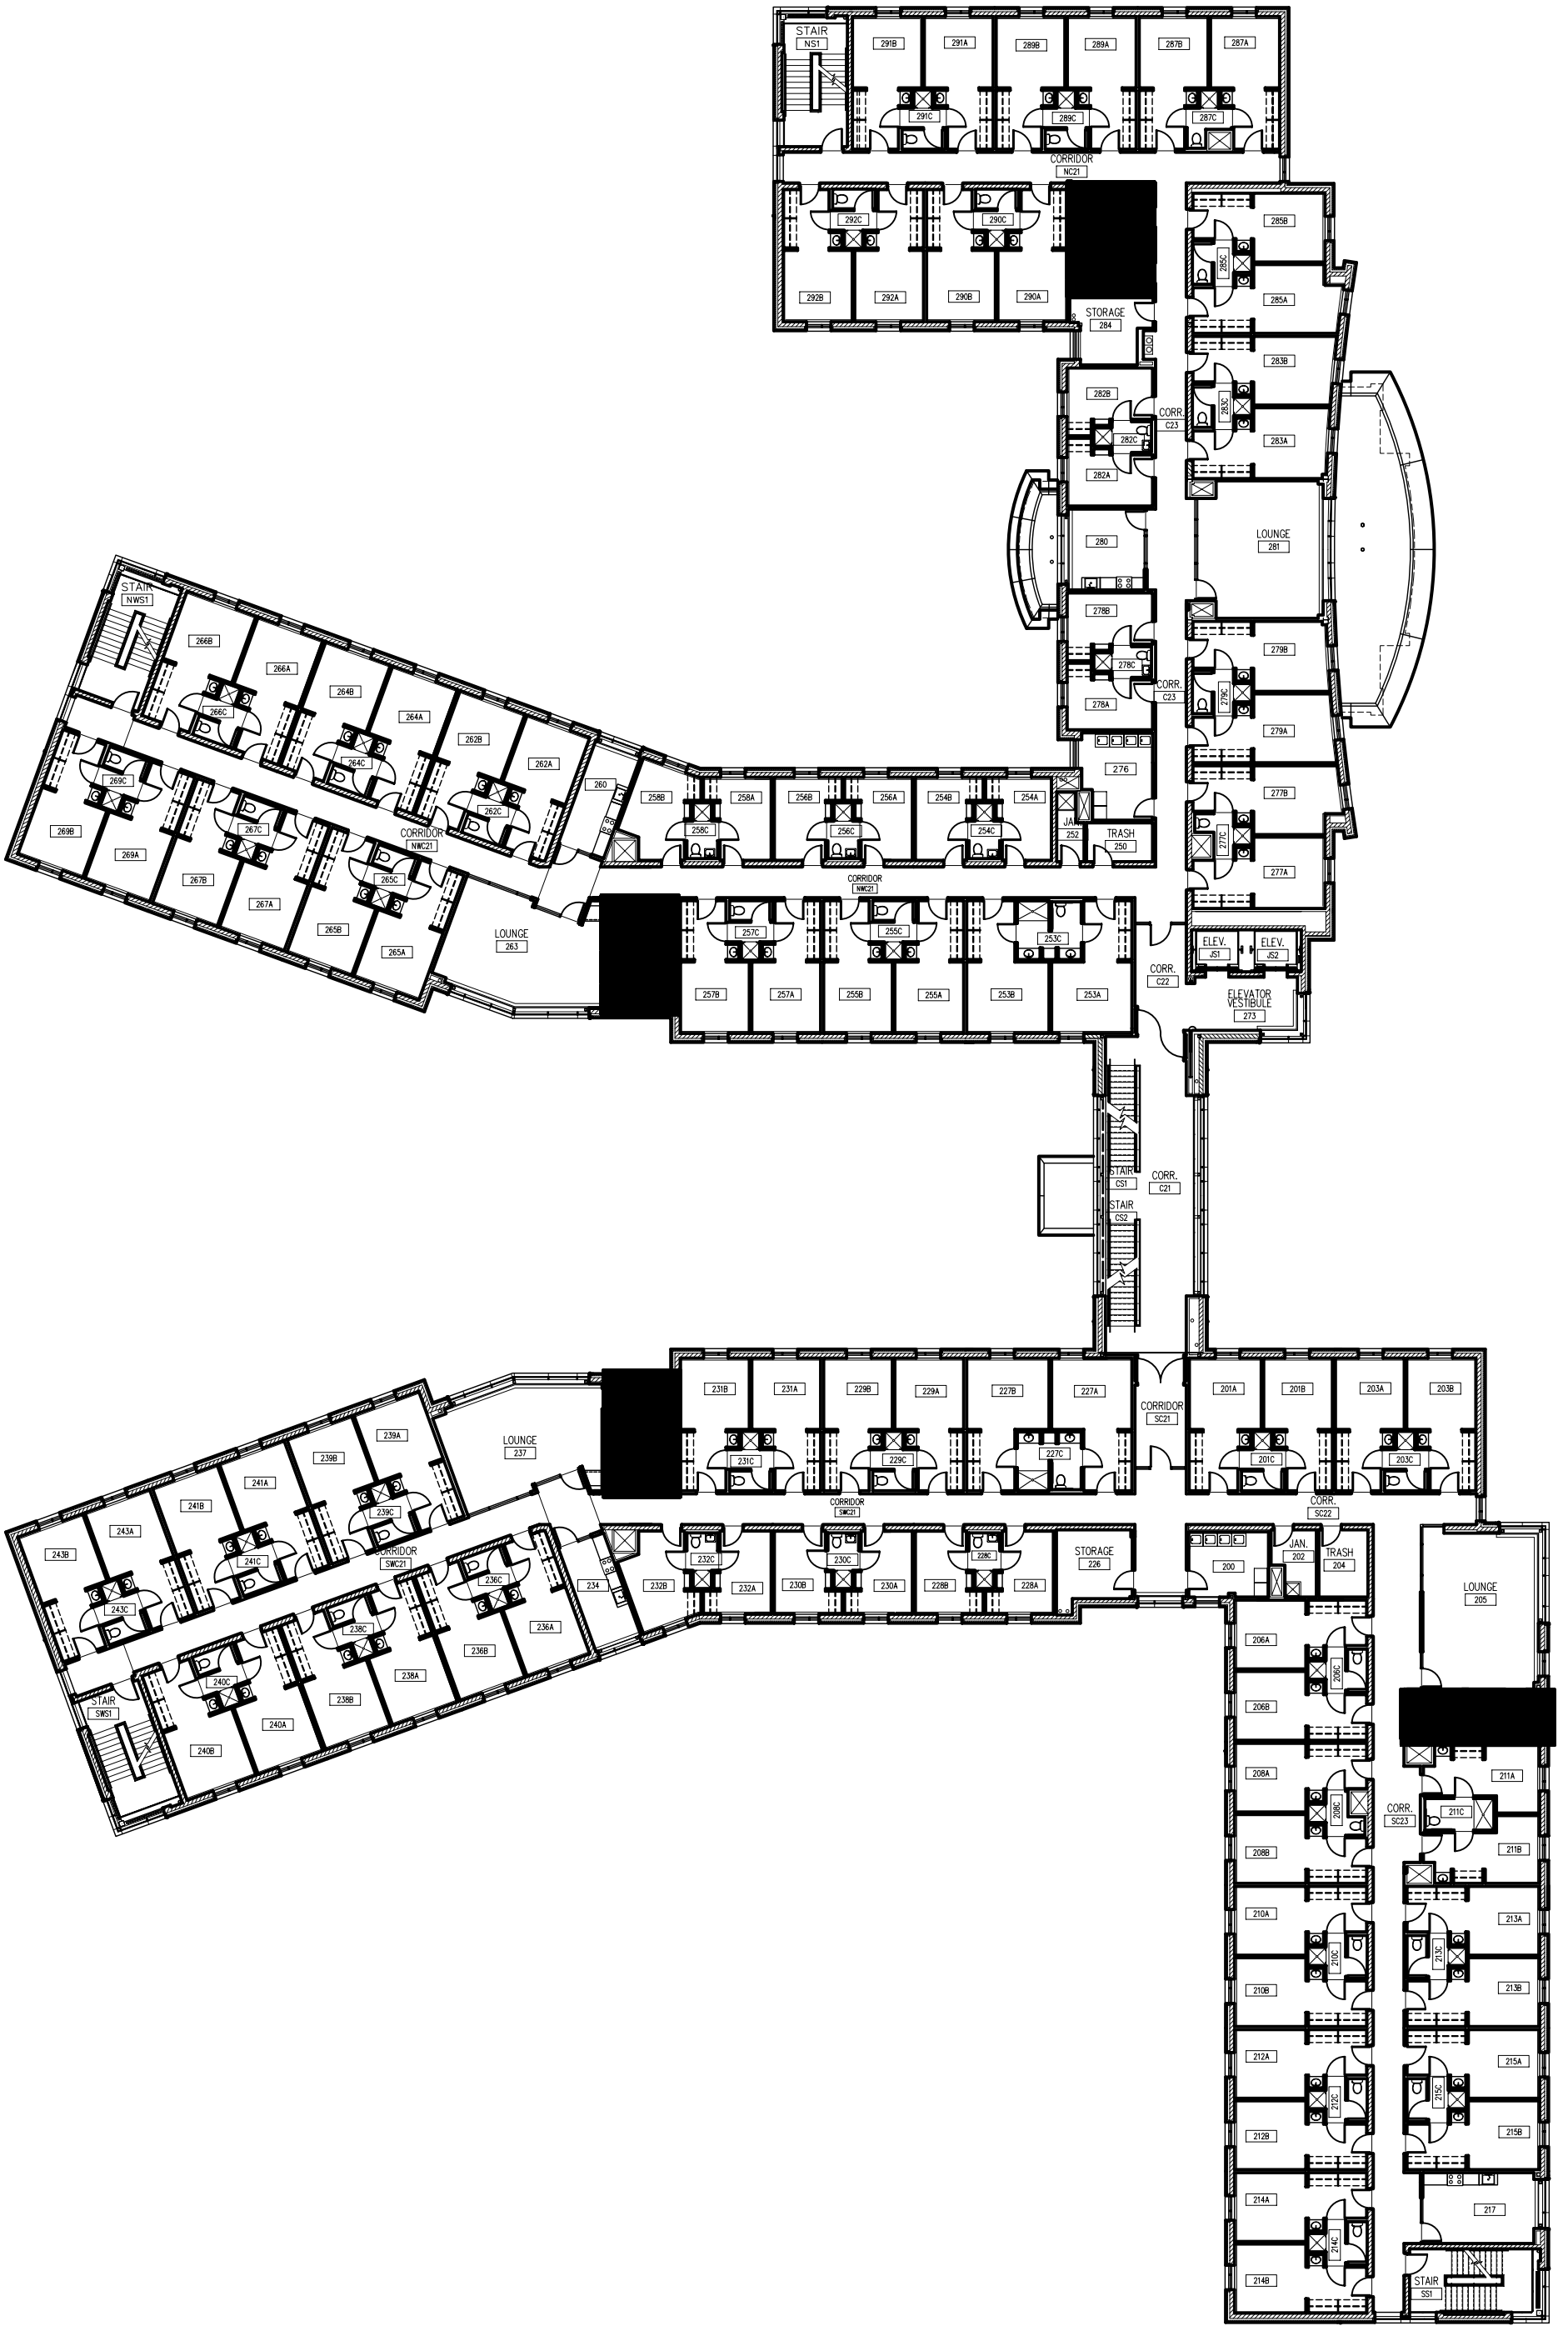 STAIR
NS1
291B
291A
289B
289A
287B
287A
291C
289C
287C
CORRIDOR
NC21
292C
290C
292B
292A
290B
290A
285B
285C
285A
STORAGE
284
283B
283C
283A
282B
282C
282A
CORR.
C23
280
LOUNGE
281
278B
278C
278A
CORR.
C23
279B
279C
279A
276
277B
277C
277A
JAN.
252
TRASH
250
STAIR
NWS1
266B
266A
264B
264A
262B
262A
266C
264C
262C
260
258B
258A
256B
256A
254B
254A
258C
256C
254C
269C
267C
265C
CORRIDOR
NWC21
269B
269A
267B
267A
265B
265A
LOUNGE
263
CORRIDOR
NWC21
257C
255C
253C
257B
257A
255B
255A
253B
253A
CORR.
C22
ELEV.
JS1
ELEV.
JS2
ELEVATOR
VESTIBULE
273
STAIR
CS1
CORR.
C21
STAIR
CS2
231B
231A
229B
229A
227B
227A
231C
229C
227C
CORRIDOR
SC21
201A
201B
203A
203B
201C
203C
CORRIDOR
SWC21
CORR.
SC22
LOUNGE
237
239A
239B
241A
241B
243A
243B
239C
241C
243C
CORRIDOR
SWC21
236C
238C
240C
234
236A
236B
238A
238B
240A
240B
STAIR
SWS1
232C
230C
228C
232B
232A
230B
230A
228B
228A
STORAGE
226
200
JAN.
202
TRASH
204
LOUNGE
205
206A
206C
206B
208A
208C
208B
CORR.
SC23
211A
211C
211B
210A
210C
210B
213A
213C
213B
212A
212C
212B
215A
215C
215B
214A
214C
214B
217
STAIR
SS1